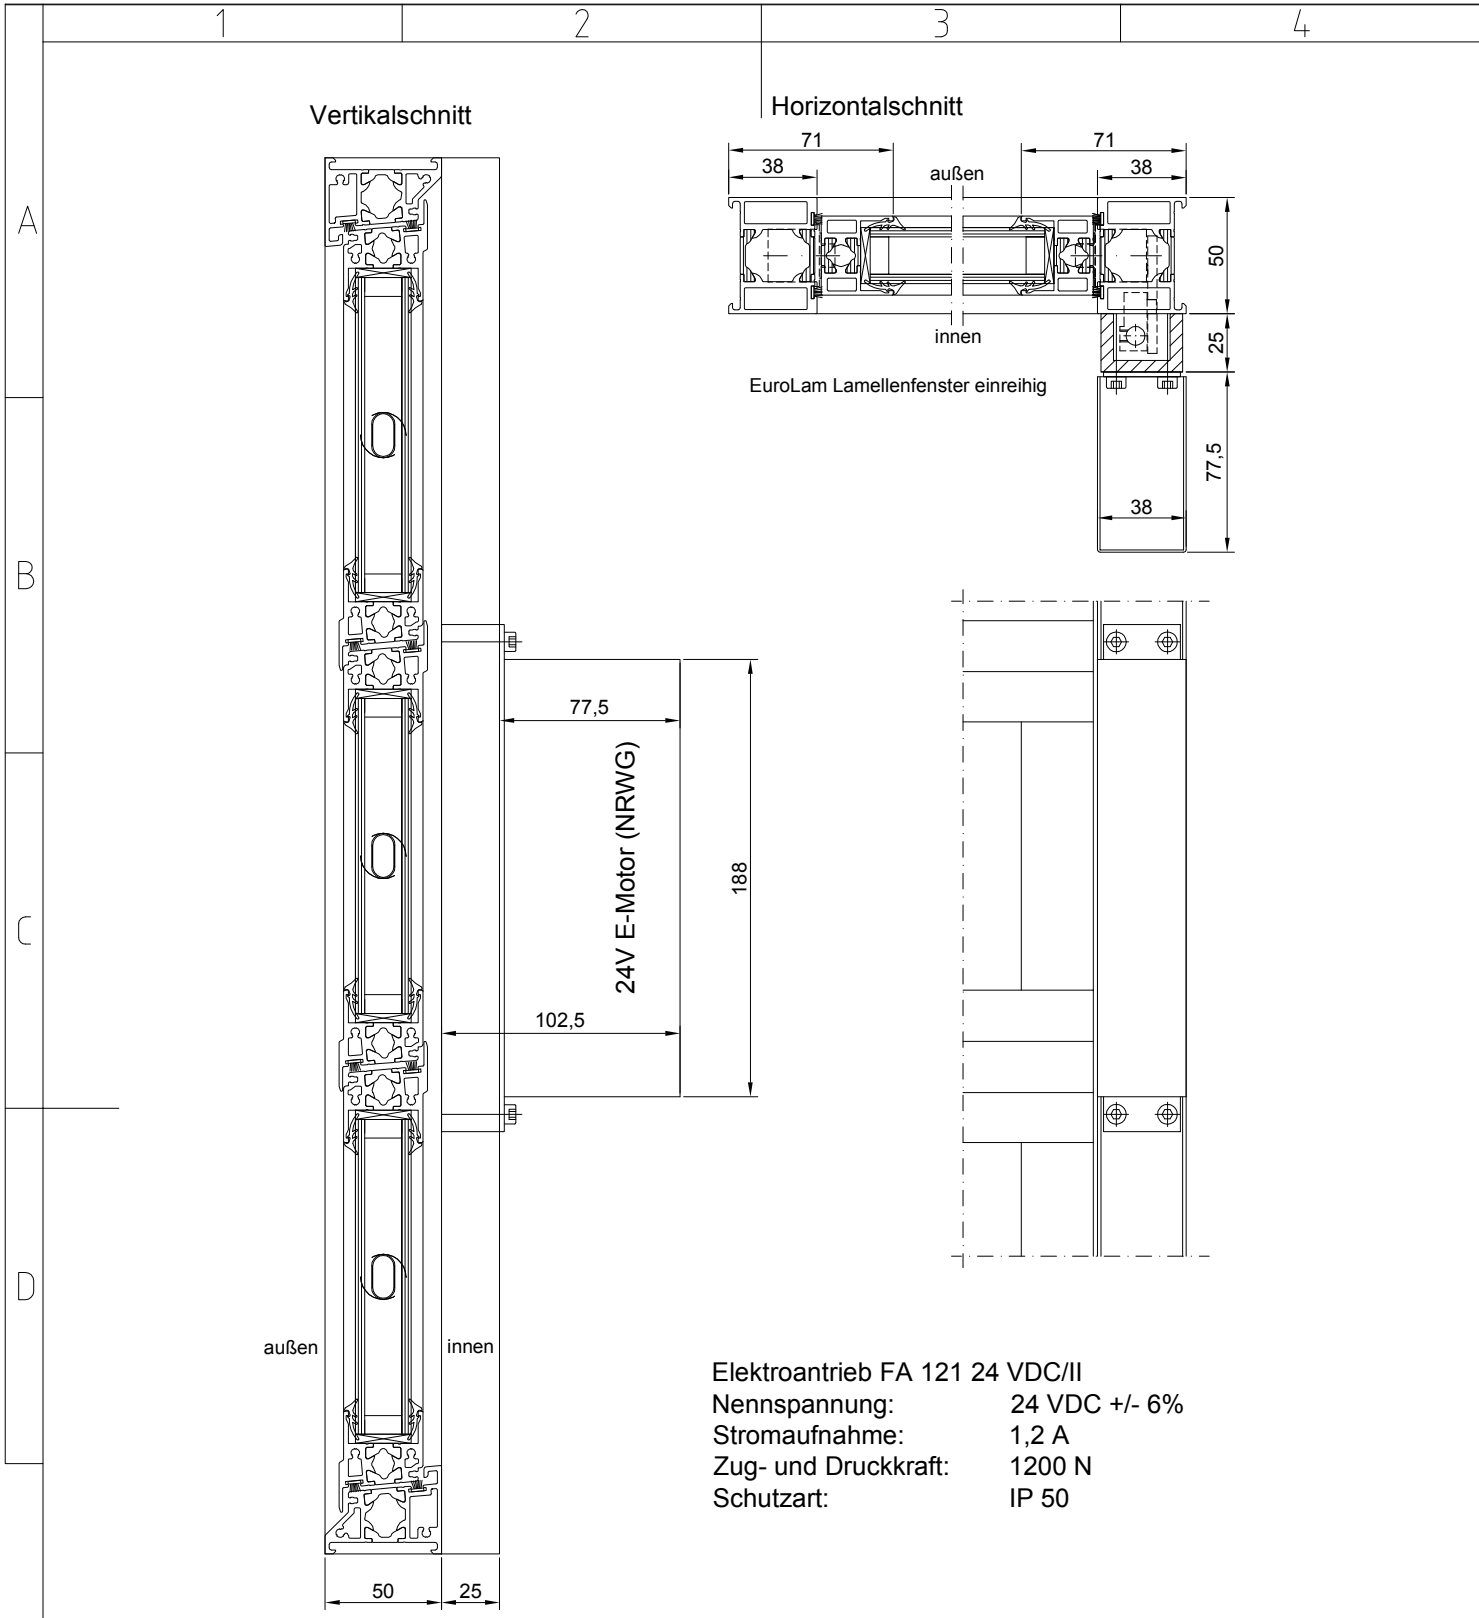 1 2 3 4
A
B
C
D
Vertikalschnitt
Horizontalschnitt
71 71
38 38
außen
50
innen
25
EuroLam Lamellenfenster einreihig
77,5
38
77,5
24V E-Motor (NRWG)
188
102,5
außen innen
50 25
Elektroantrieb FA 121 24 VDC/II
Nennspannung: 24 VDC +/- 6%
Stromaufnahme: 1,2 A
Zug- und Druckkraft: 1200 N
Schutzart: IP 50